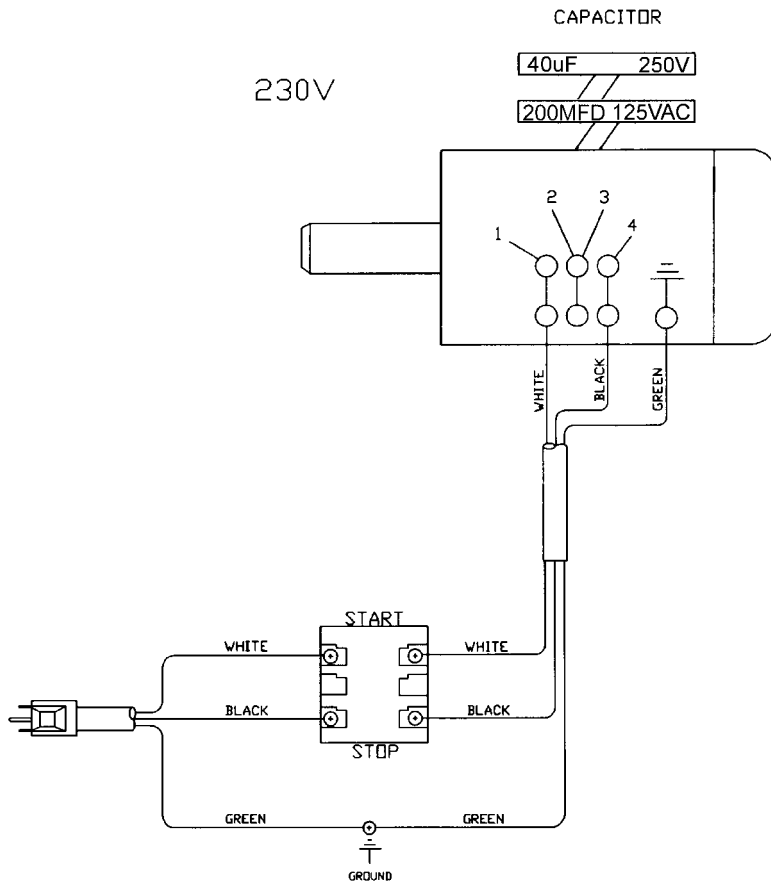 CAPACITOR
40uF 250V
230V
200MFD 125VAC
2 3
1 4
WHITE BLACK GREEN
START
WHITE WHITE
BLACK BLACK
STOP
GREEN GREEN
GROUND